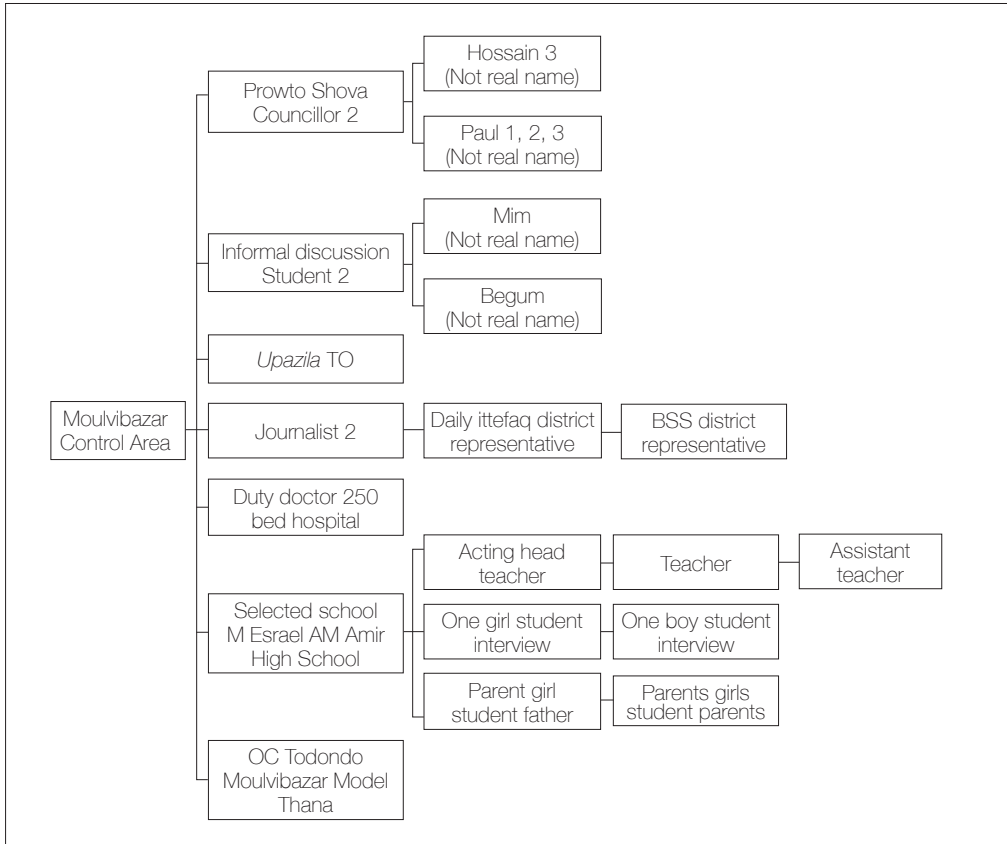 Hossain 3
(Not real name)
Prowto Shova
Councillor 2
Paul 1, 2, 3
(Not real name)
Mim
(Not real name)
Informal discussion
Student 2
Begum
(Not real name)
Upazila TO
Moulvibazar
Control Area
Journalist 2
Daily ittefaq district
representative
BSS district
representative
Duty doctor 250
bed hospital
Acting head
teacher
Teacher
Assistant
teacher
Selected school
M Esrael AM Amir
High School
One girl student
interview
One boy student
interview
Parent girl
student father
Parents girls
student parents
OC Todondo
Moulvibazar Model
Thana